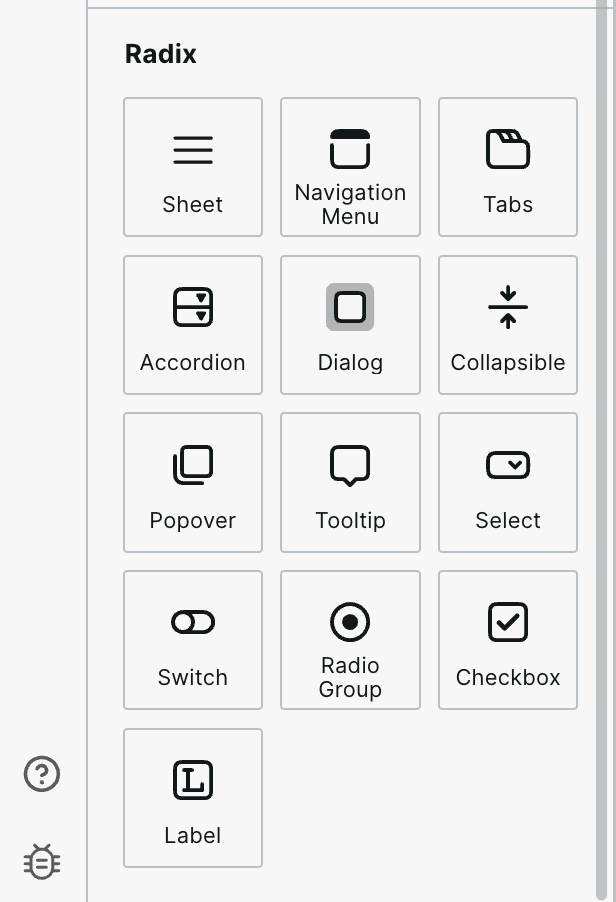 Radix
Sheet
Navigation
Menu
Tabs
Accordion
Dialog
Collapsible
Popover
Tooltip
Select
Switch
Radio
Group
Checkbox
L
Label
?